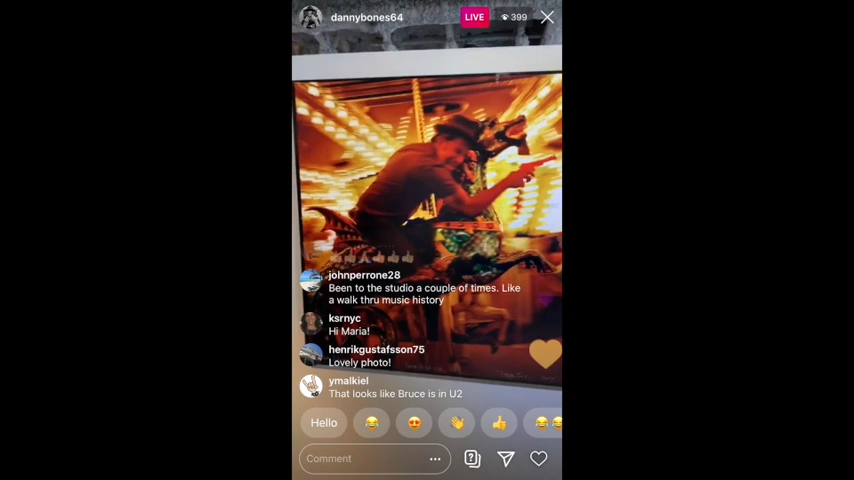 dannybones64
LIVE
399
johnperrone28
Been to the studio a couple of times. Like
a walk thru music history
ksrnyc
Hi Maria!
henrikgustafsson75
Lovely photo!
ymalkiel
That looks like Bruce is in U2
Hello
Comment